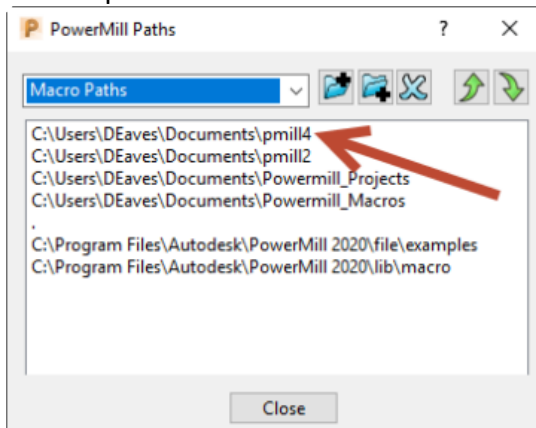 PowerMill Paths
Macro Paths
C:\Users\DEaves\Documents\pmill4
C:\Users\DEaves\Documents\pmill2
C:\Users\DEaves\Documents\Powermill_Projects
C:\Users\DEaves\Documents\Powermill_Macros
.
C:\Program Files\Autodesk\PowerMill 2020\file\examples
C:\Program Files\Autodesk\PowerMill 2020\lib\macro
Close